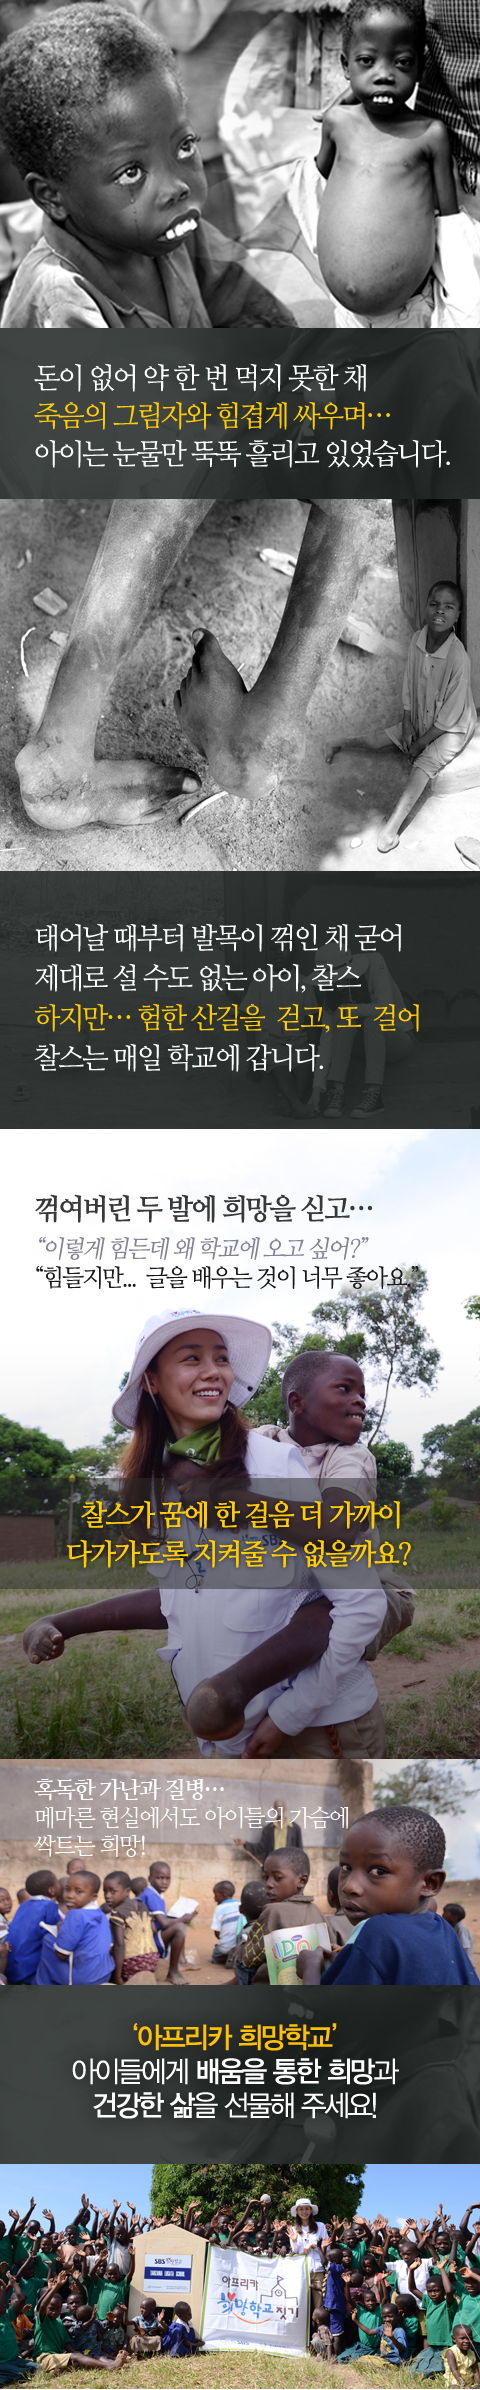 돈이 없어 약 한 번 먹지 못한 채
죽음의 그림자와 힘겹게 싸우며…
아이는 눈물만 뚝뚝 흘리고 있었습니다.
태어날 때부터 발목이 꺾인 채 굳어
제대로 설 수도 없는 아이, 찰스
하지만… 험한 산길을 걷고, 또 걸어
찰스는 매일 학교에 갑니다.
꺾여버린 두 발에 희망을 싣고…
“이렇게 힘든데 왜 학교에 오고 싶어?”
“힘들지만... 글을 배우는 것이 너무 좋아요.”
찰스가 꿈에 한 걸음 더 가까이
다가가도록 지켜줄 수 없을까요?
혹독한 가난과 질병…
메마른 현실에서도 아이들의 가슴에
싹트는 희망!
‘아프리카 희망학교’
아이들에게 배움을 통한 희망과
건강한 삶을 선물해 주세요!
SBS
아프리카
희망학교 짓기